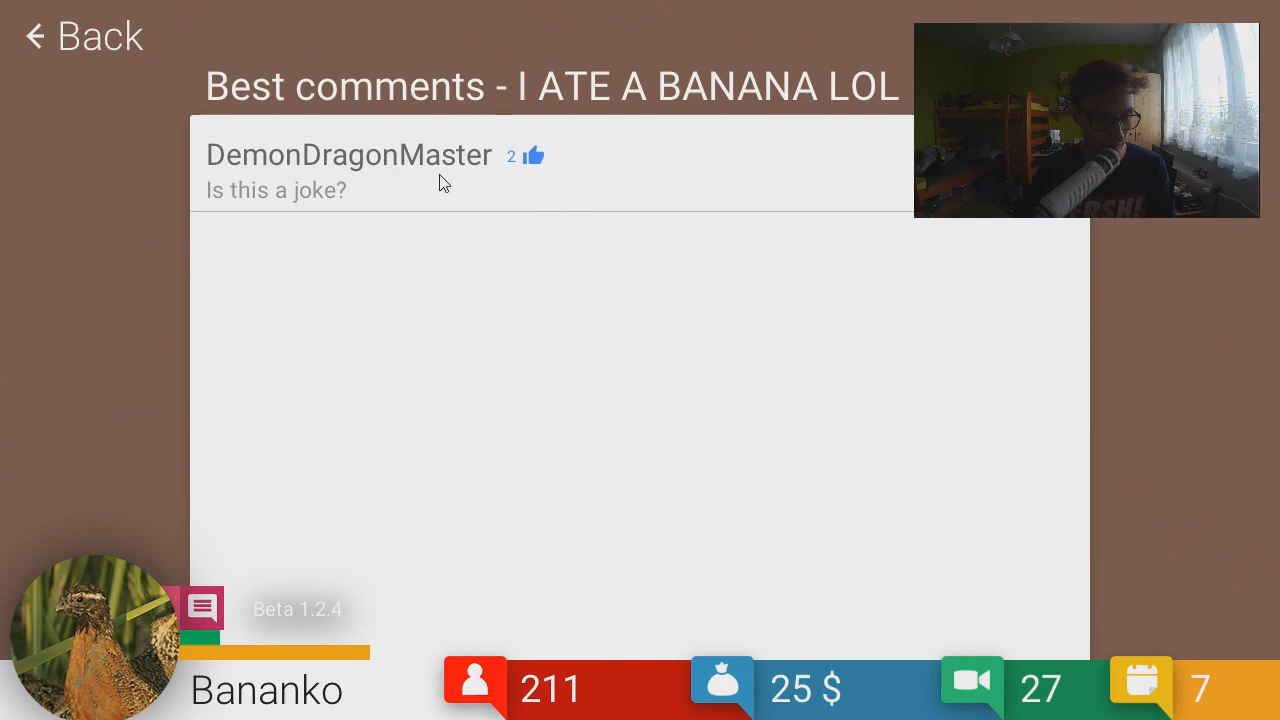 Back
Best comments - I ATE A BANANA LOL
DemonDragonMaster 2
Is this a joke?
Beta 1.2.4
Bananko
211
25 $
27
7